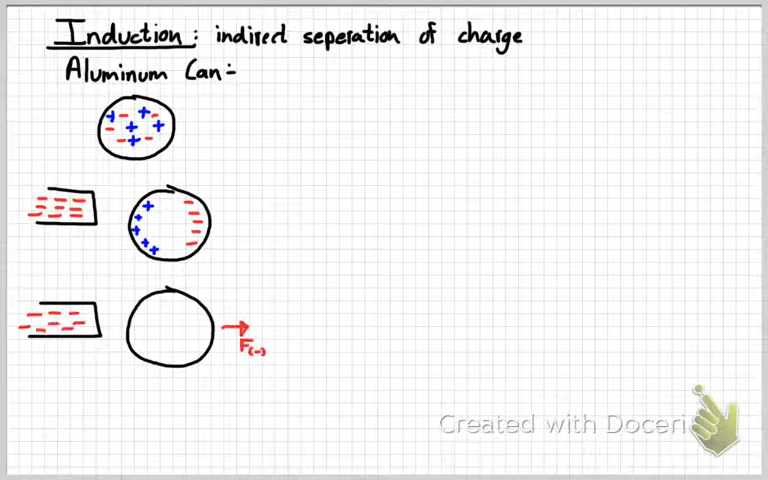 Induction: indirect seperation of charge
Aluminum Can:
F(-)
Created with Doceri